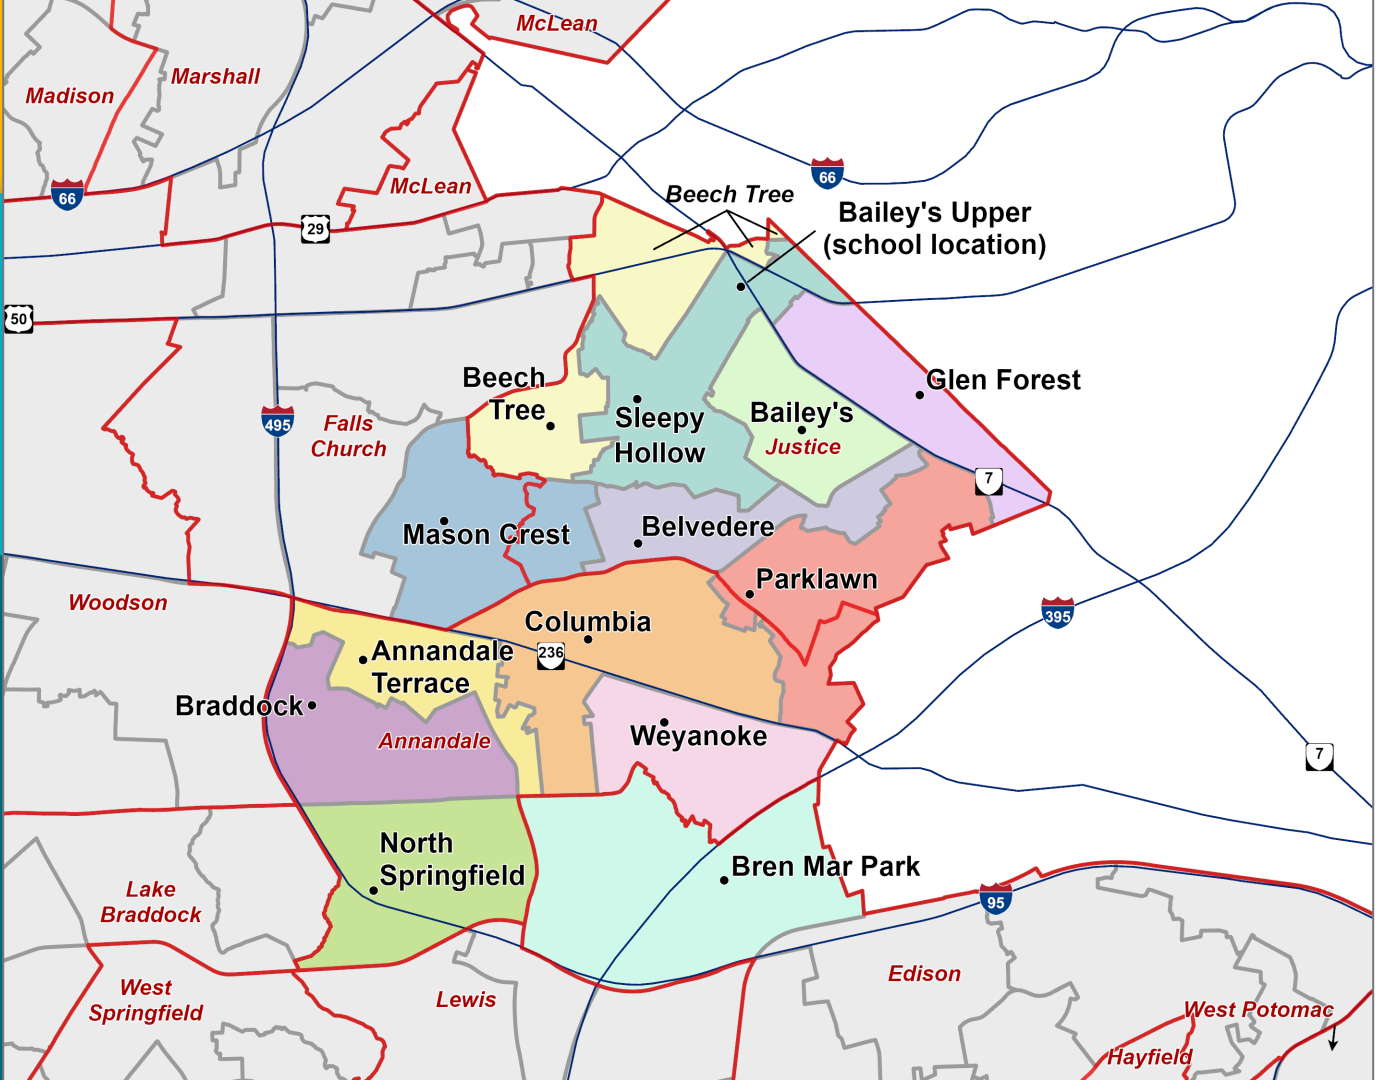 McLean
Marshall
Madison
McLean
66
66
Beech Tree
Bailey's Upper
(school location)
29
50
Beech
Tree
Glen Forest
495
Falls
Church
Sleepy
Hollow
Bailey's
Justice
7
Mason Crest
Belvedere
Parklawn
Woodson
395
Columbia
236
Annandale
Terrace
Braddock
Annandale
Weyanoke
7
North
Springfield
Bren Mar Park
Lake
Braddock
95
Edison
West
Springfield
Lewis
West Potomac
Hayfield